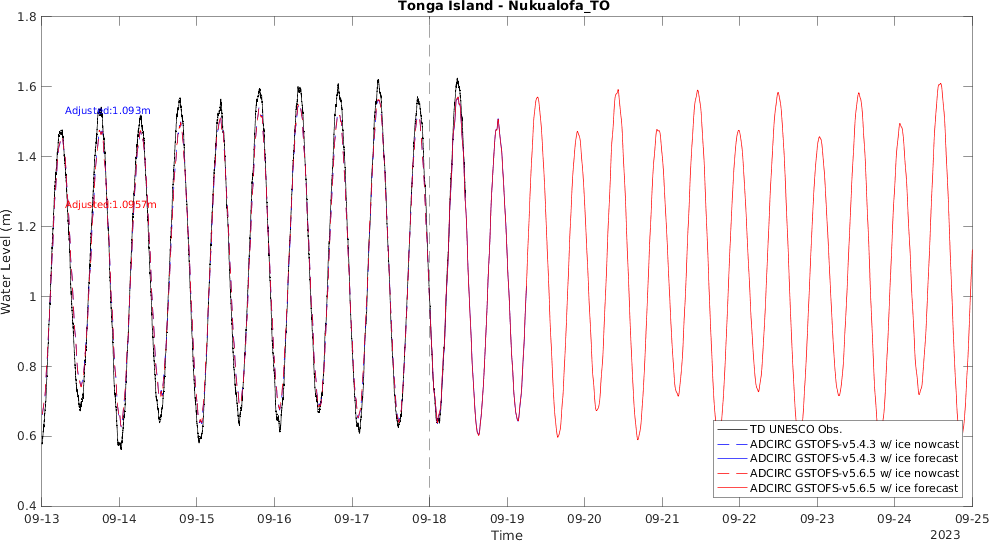 Tonga Island - Nukualofa_TO
Water Level (m)
1.8
1.6
1.4
1.2
1
0.8
0.6
0.4
Adjusted:1.093m
Adjusted:1.0957m
TD UNESCO Obs.
ADCIRC GSTOFS-v5.4.3 w/ ice nowcast
ADCIRC GSTOFS-v5.4.3 w/ ice forecast
ADCIRC GSTOFS-v5.6.5 w/ ice nowcast
ADCIRC GSTOFS-v5.6.5 w/ ice forecast
09-13 09-14 09-15 09-16 09-17 09-18 09-19 09-20 09-21 09-22 09-23 09-24 09-25
Time
2023